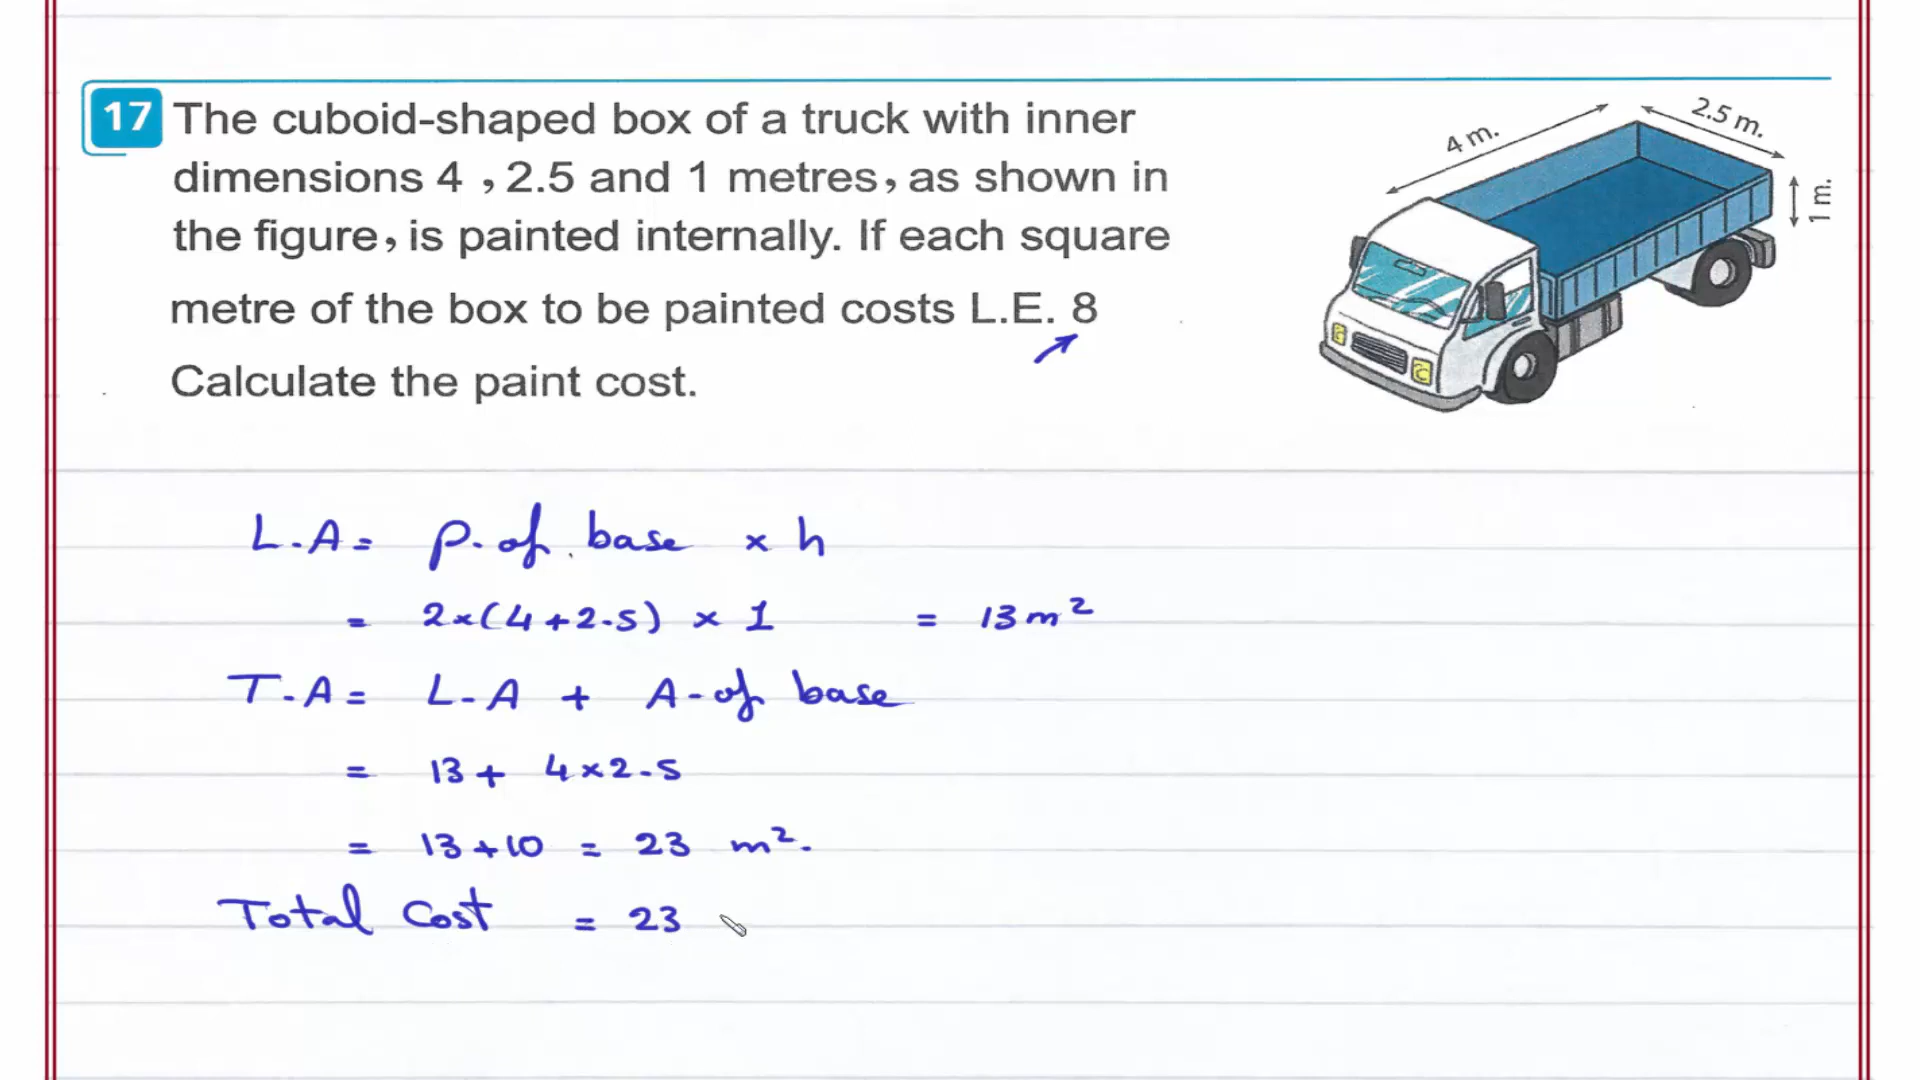 17 The cuboid-shaped box of a truck with inner
dimensions 4 , 2.5 and 1 metres, as shown in
the figure, is painted internally. If each square
metre of the box to be painted costs L.E. 8
Calculate the paint cost.
4 m.
2.5 m.
1 m.
L.A = P. of base × h
= 2×(4+2.5) × 1 = 13 m²
T.A = L.A + A. of base
= 13 + 4×2.5
= 13+10 = 23 m².
Total Cost = 23